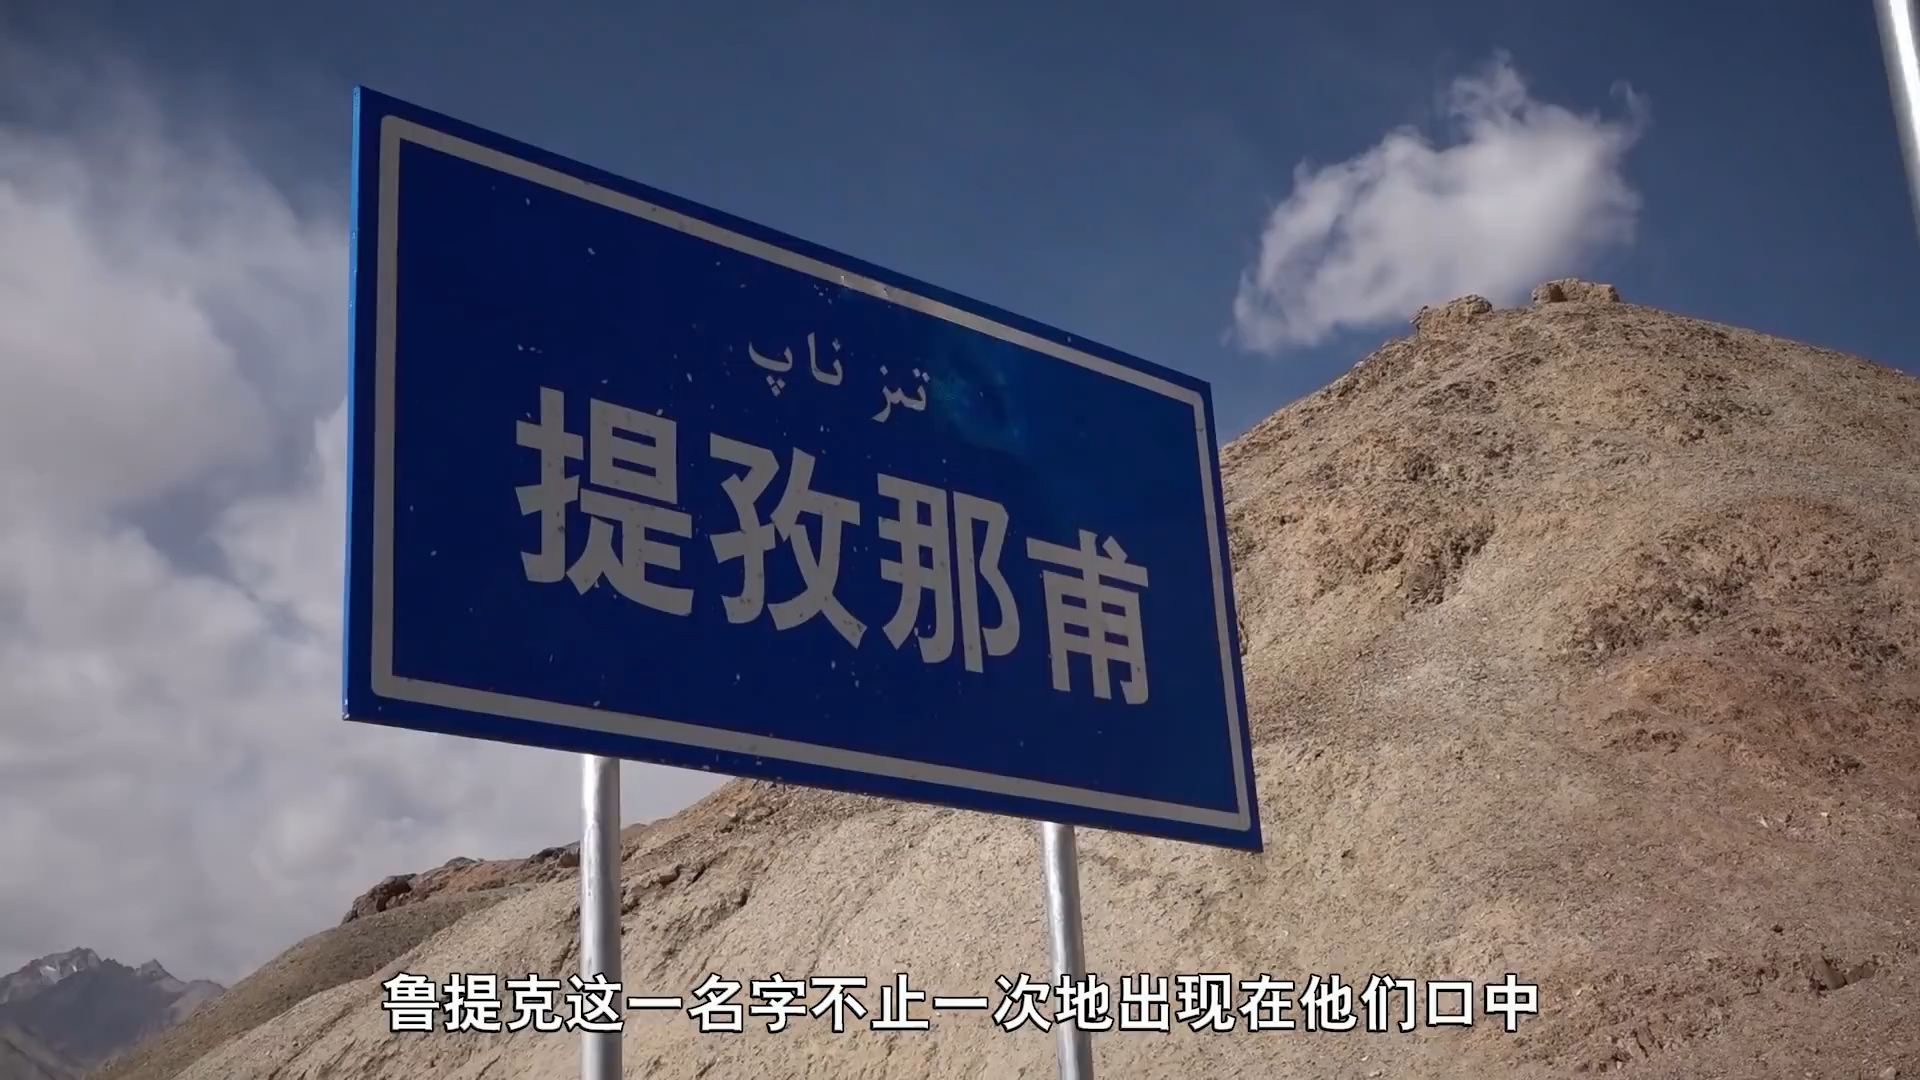 تىز ناپ
提孜那甫
鲁提克这一名字不止一次地出现在他们口中